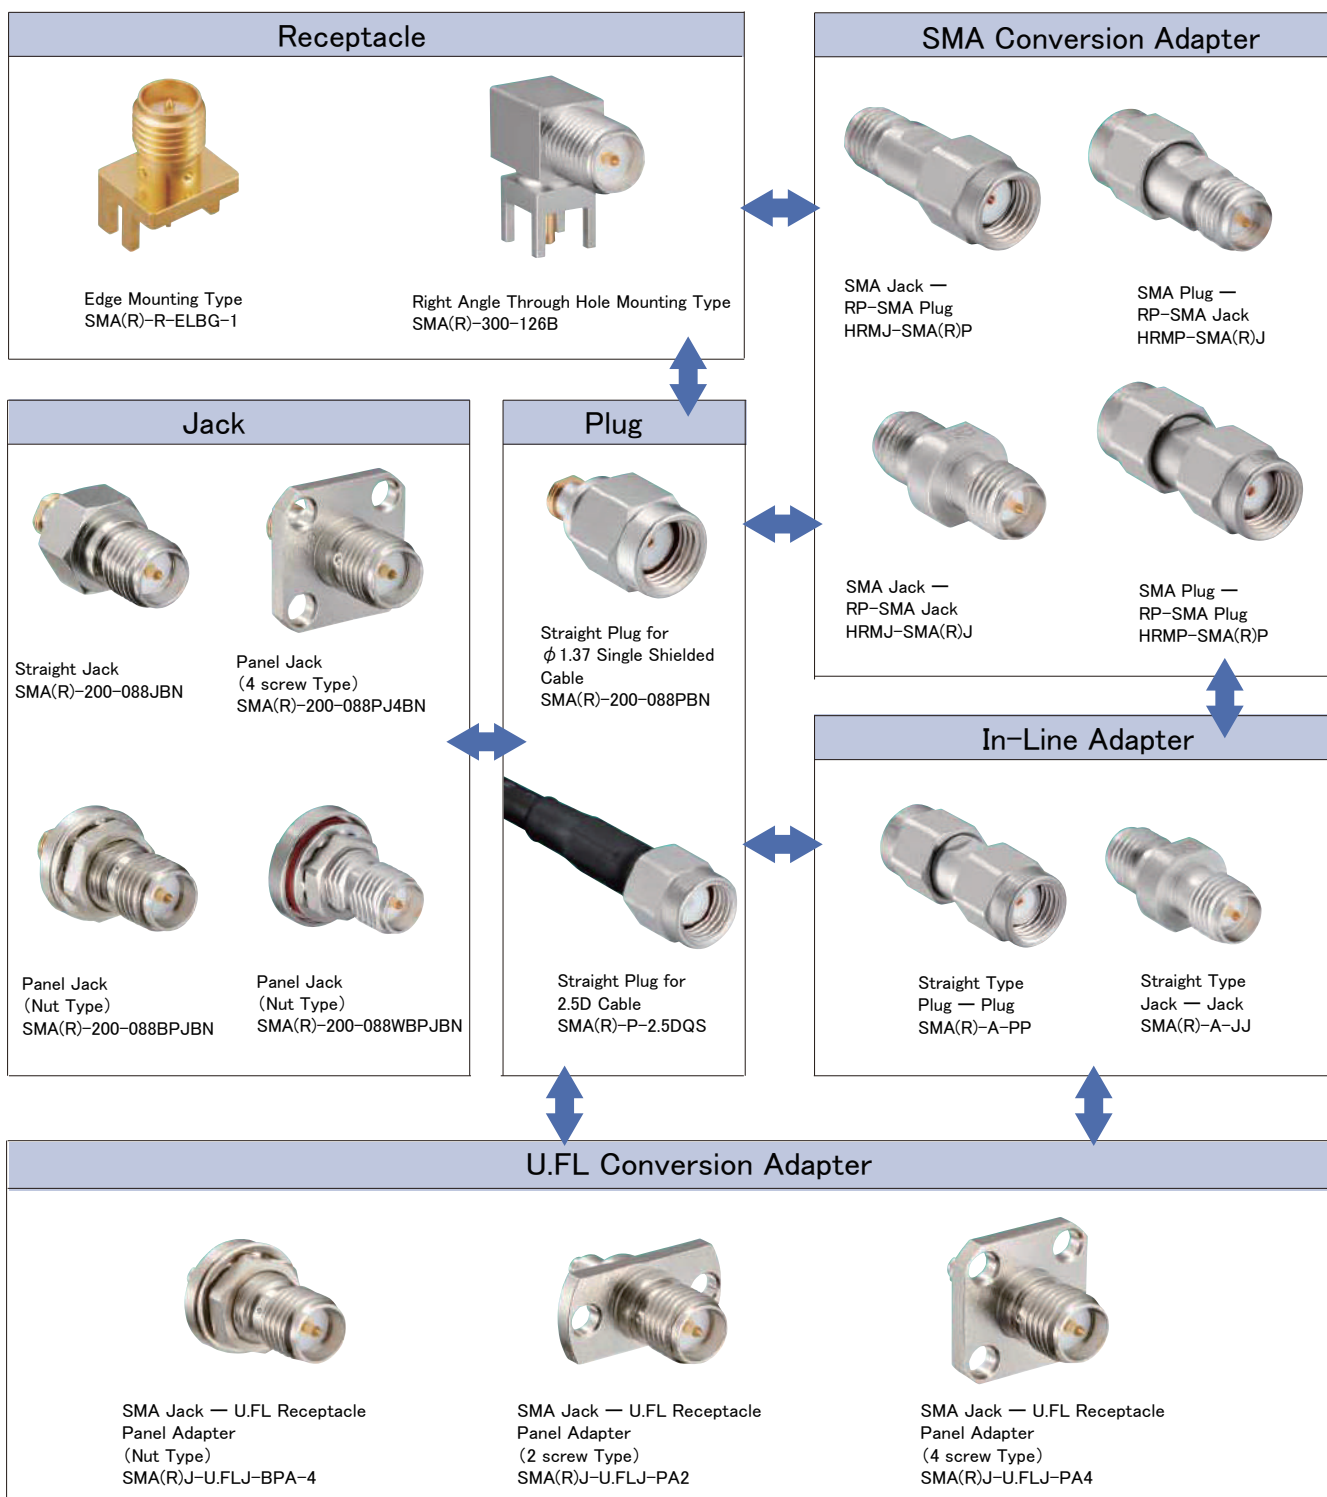 Receptacle
Edge Mounting Type
SMA(R)-R-ELBG-1
Right Angle Through Hole Mounting Type
SMA(R)-300-126B
SMA Conversion Adapter
SMA Jack —
RP-SMA Plug
HRMJ-SMA(R)P
SMA Plug —
RP-SMA Jack
HRMP-SMA(R)J
SMA Jack —
RP-SMA Jack
HRMJ-SMA(R)J
SMA Plug —
RP-SMA Plug
HRMP-SMA(R)P
Jack
Straight Jack
SMA(R)-200-088JBN
Panel Jack
(4 screw Type)
SMA(R)-200-088PJ4BN
Panel Jack
(Nut Type)
SMA(R)-200-088BPJBN
Panel Jack
(Nut Type)
SMA(R)-200-088WBPJBN
Plug
Straight Plug for
φ1.37 Single Shielded
Cable
SMA(R)-200-088PBN
Straight Plug for
2.5D Cable
SMA(R)-P-2.5DQS
In-Line Adapter
Straight Type
Plug — Plug
SMA(R)-A-PP
Straight Type
Jack — Jack
SMA(R)-A-JJ
U.FL Conversion Adapter
SMA Jack — U.FL Receptacle
Panel Adapter
(Nut Type)
SMA(R)J-U.FLJ-BPA-4
SMA Jack — U.FL Receptacle
Panel Adapter
(2 screw Type)
SMA(R)J-U.FLJ-PA2
SMA Jack — U.FL Receptacle
Panel Adapter
(4 screw Type)
SMA(R)J-U.FLJ-PA4